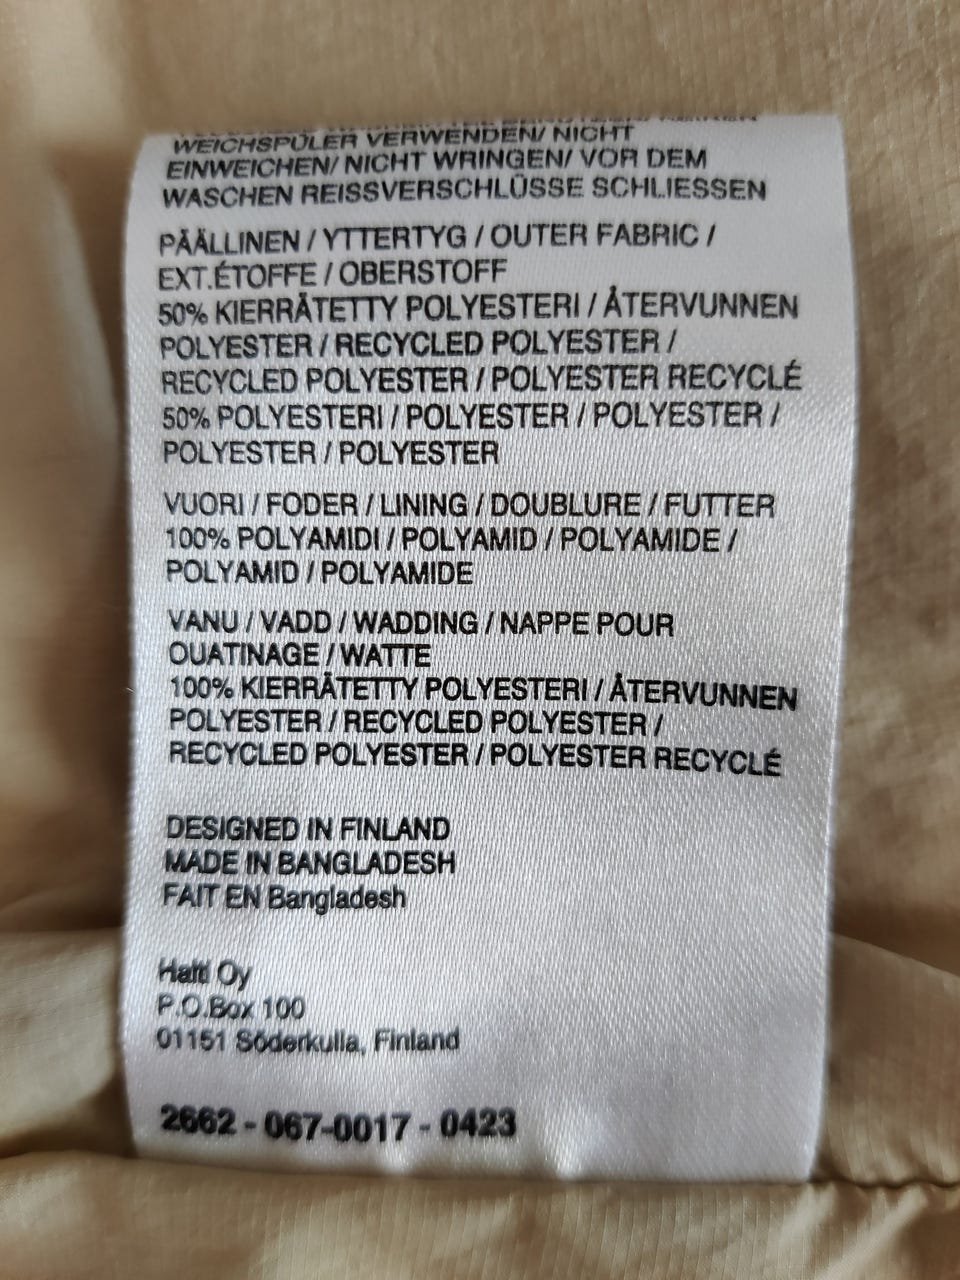 WEICHSPÜLER VERWENDEN/ NICHT
EINWEICHEN/ NICHT WRINGEN/ VOR DEM
WASCHEN REISSVERSCHLÜSSE SCHLIESSEN
PÄÄLLINEN / YTTERTYG / OUTER FABRIC /
EXT.ÉTOFFE / OBERSTOFF
50% KIERRÄTETTY POLYESTERI / ÅTERVUNNEN
POLYESTER / RECYCLED POLYESTER /
RECYCLED POLYESTER / POLYESTER RECYCLÉ
50% POLYESTERI / POLYESTER / POLYESTER /
POLYESTER / POLYESTER
VUORI / FODER / LINING / DOUBLURE / FUTTER
100% POLYAMIDI / POLYAMID / POLYAMIDE /
POLYAMID / POLYAMIDE
VANU / VADD / WADDING / NAPPE POUR
OUATINAGE / WATTE
100% KIERRÄTETTY POLYESTERI / ÅTERVUNNEN
POLYESTER / RECYCLED POLYESTER /
RECYCLED POLYESTER / POLYESTER RECYCLÉ
DESIGNED IN FINLAND
MADE IN BANGLADESH
FAIT EN Bangladesh
Halti Oy
P.O.Box 100
01151 Söderkulla, Finland
2662 - 067-0017 - 0423